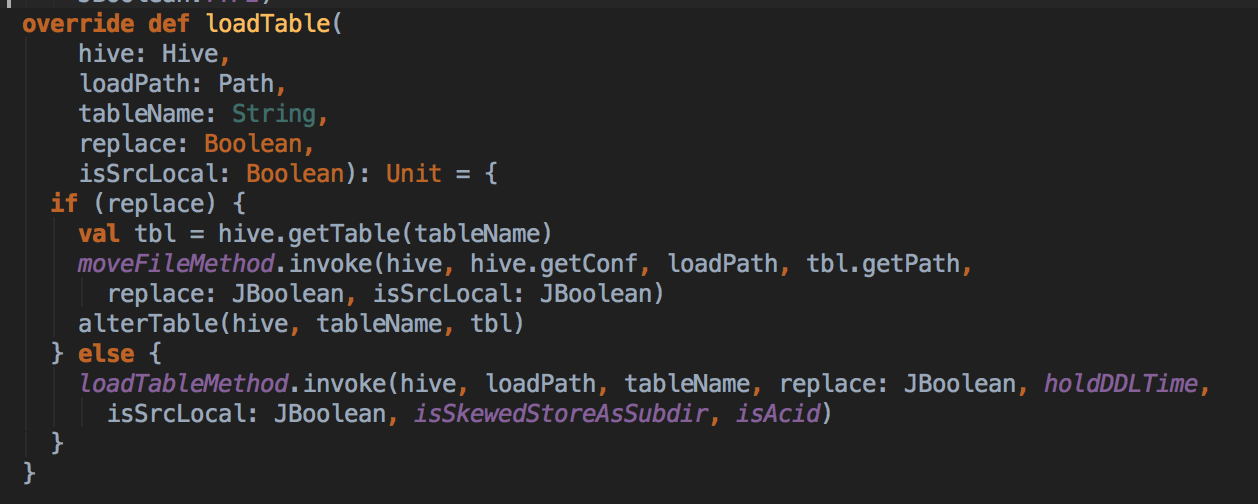 override def loadTable(
    hive: Hive,
    loadPath: Path,
    tableName: String,
    replace: Boolean,
    isSrcLocal: Boolean): Unit = {
  if (replace) {
    val tbl = hive.getTable(tableName)
    moveFileMethod.invoke(hive, hive.getConf, loadPath, tbl.getPath,
      replace: JBoolean, isSrcLocal: JBoolean)
    alterTable(hive, tableName, tbl)
  } else {
    loadTableMethod.invoke(hive, loadPath, tableName, replace: JBoolean, holdDDLTime,
      isSrcLocal: JBoolean, isSkewedStoreAsSubdir, isAcid)
  }
}